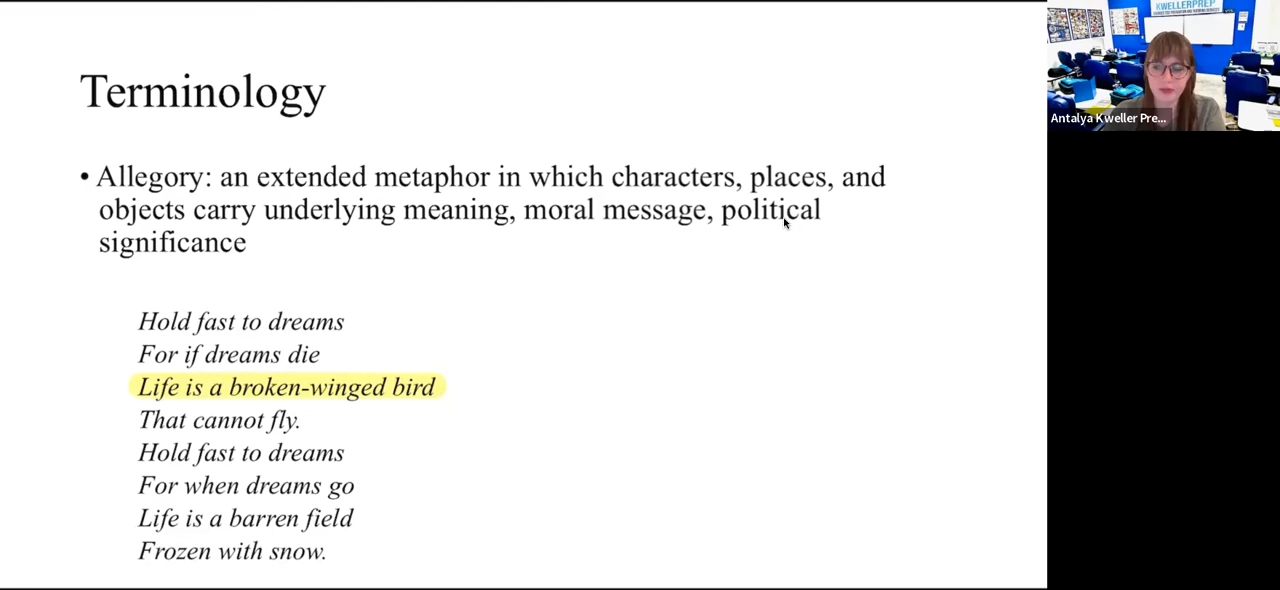 Terminology
• Allegory: an extended metaphor in which characters, places, and
objects carry underlying meaning, moral message, political
significance
Hold fast to dreams
For if dreams die
Life is a broken-winged bird
That cannot fly.
Hold fast to dreams
For when dreams go
Life is a barren field
Frozen with snow.
KWELLERPREP
Antalya Kweller Pre...